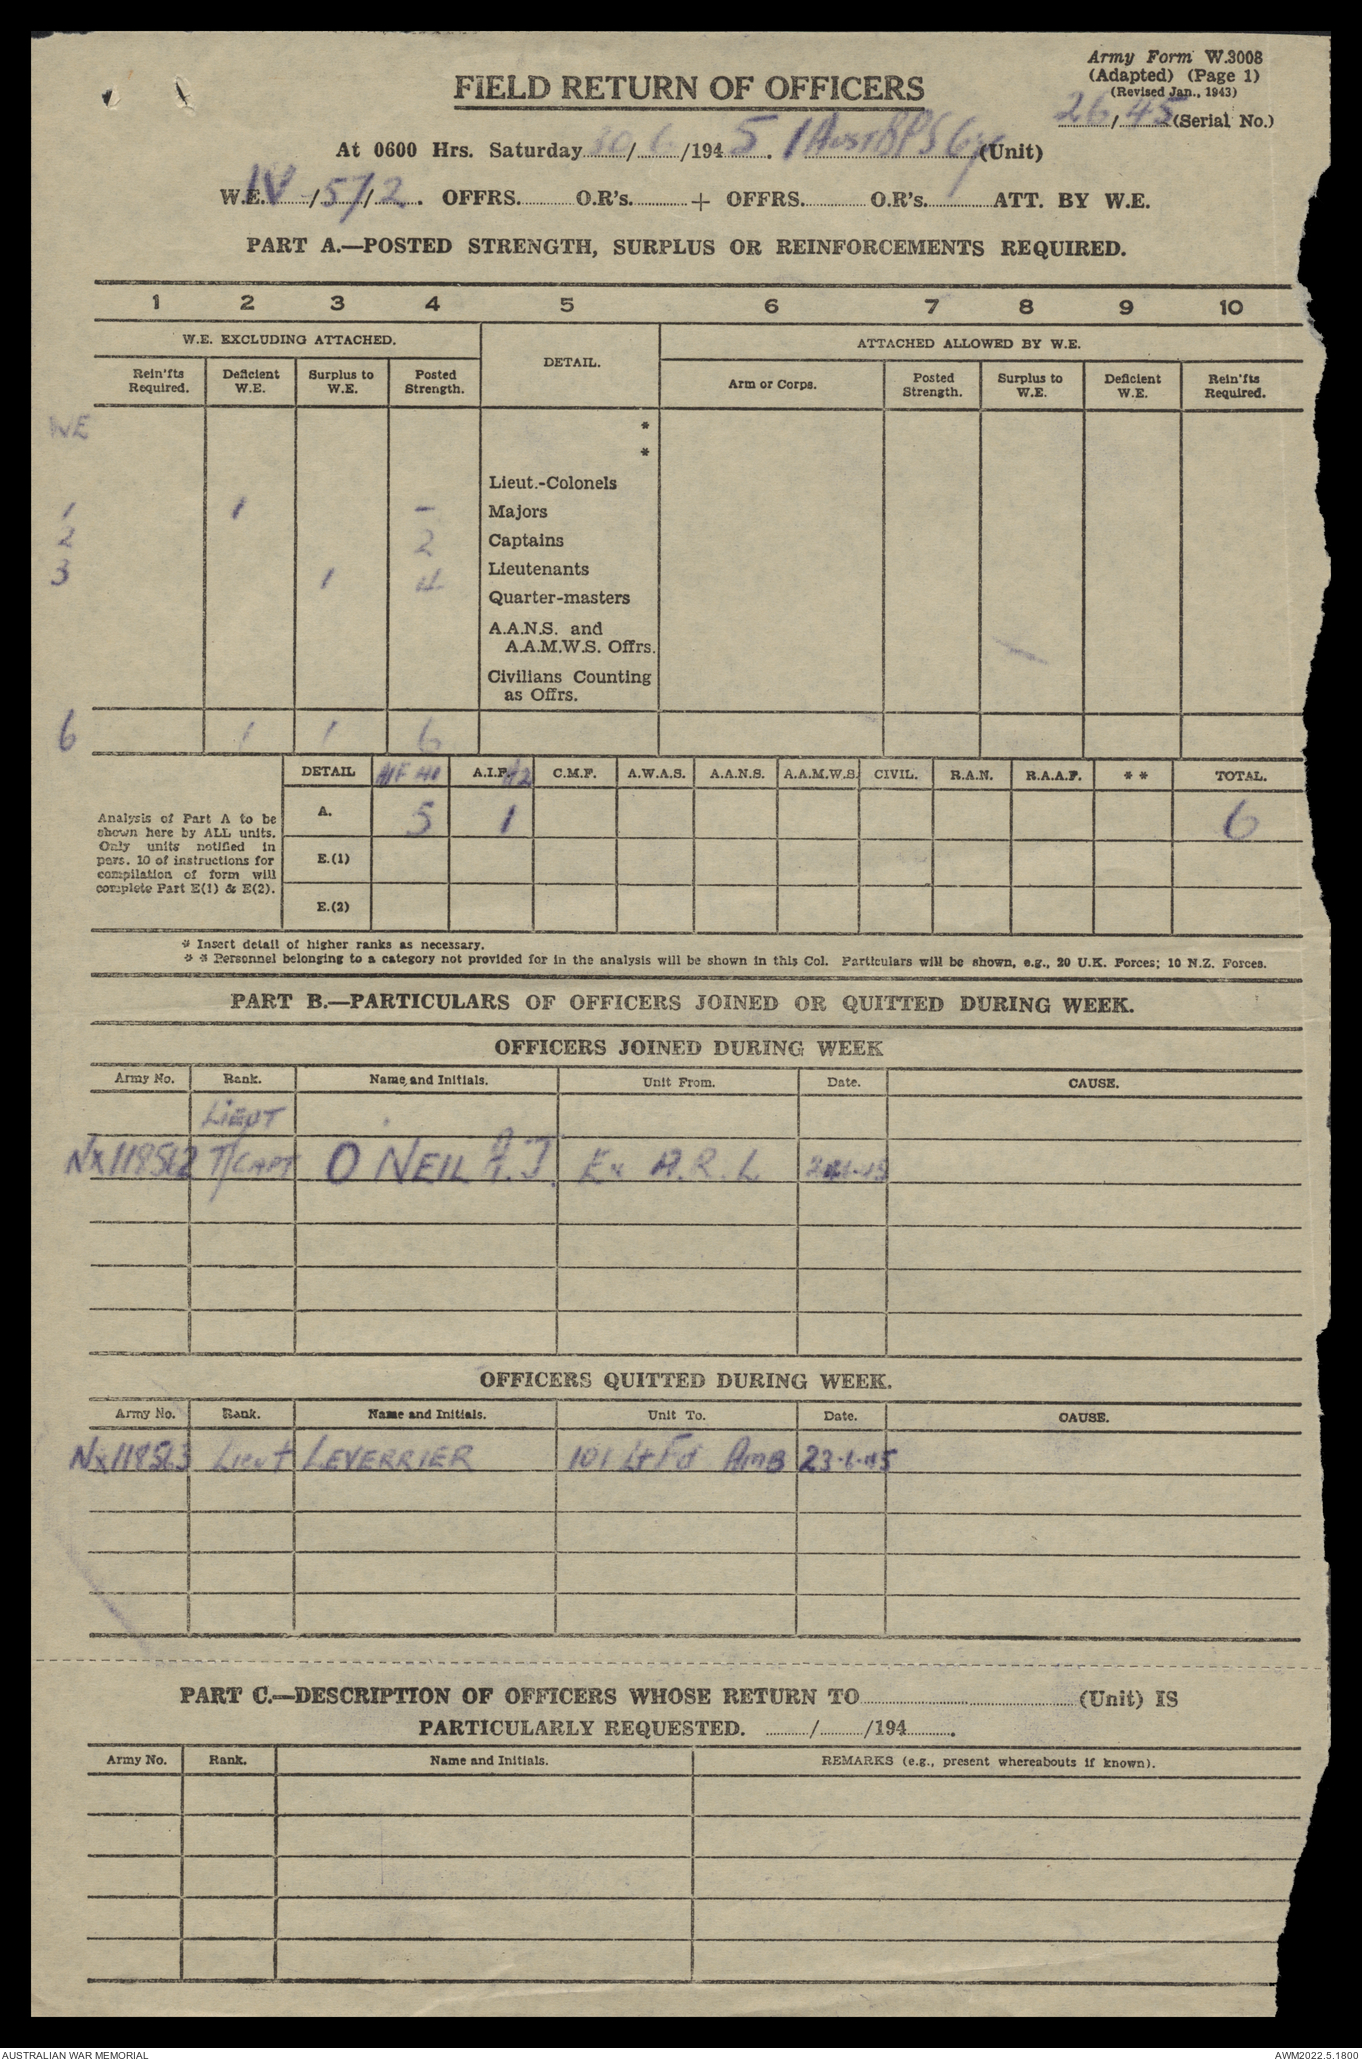 Army Form W.3008
(Adapted) (Page 1)
(Revised Jan., 1943)
26/45 (Serial No.)
FIELD RETURN OF OFFICERS
At 0600 Hrs. Saturday 30/6/1945. 1 Aust BPS Gp (Unit)
W.E. IV/57/2. OFFRS. O.R's. + OFFRS. O.R's. ATT. BY W.E.
PART A.—POSTED STRENGTH, SURPLUS OR REINFORCEMENTS REQUIRED.
1 2 3 4 5 6 7 8 9 10
W.E. EXCLUDING ATTACHED. DETAIL. ATTACHED ALLOWED BY W.E.
Rein'fts Required. Deficient W.E. Surplus to W.E. Posted Strength. Arm or Corps. Posted Strength. Surplus to W.E. Deficient W.E. Rein'fts Required.
WE *
*
Lieut.-Colonels
1 1 – Majors
2 2 Captains
3 1 4 Lieutenants
Quarter-masters
A.A.N.S. and
A.A.M.W.S. Offrs.
Civilians Counting
as Offrs.
6 1 1 6
DETAIL AIF A1 A.I.F. A2 C.M.F. A.W.A.S. A.A.N.S. A.A.M.W.S. CIVIL. R.A.N. R.A.A.F. ** TOTAL.
Analysis of Part A to be
shown here by ALL units.
Only units notified in
pars. 10 of instructions for
compilation of form will
complete Part E(1) & E(2).
A. 5 1 6
E.(1)
E.(2)
* Insert detail of higher ranks as necessary.
* * Personnel belonging to a category not provided for in the analysis will be shown in this Col. Particulars will be shown, e.g., 20 U.K. Forces; 10 N.Z. Forces.
PART B.—PARTICULARS OF OFFICERS JOINED OR QUITTED DURING WEEK.
OFFICERS JOINED DURING WEEK
Army No. Rank. Name and Initials. Unit From. Date. CAUSE.
LIEUT
NX118562 T/CAPT O'NEIL A.J. Ex A.R.L
OFFICERS QUITTED DURING WEEK.
Army No. Rank. Name and Initials. Unit To. Date. CAUSE.
NX118563 Lieut LEVERRIER 101 Lt Fd Amb 23-6-45
PART C.—DESCRIPTION OF OFFICERS WHOSE RETURN TO (Unit) IS
PARTICULARLY REQUESTED. / /194 .
Army No. Rank. Name and Initials. REMARKS (e.g., present whereabouts if known).
AUSTRALIAN WAR MEMORIAL AWM2022.5.1800